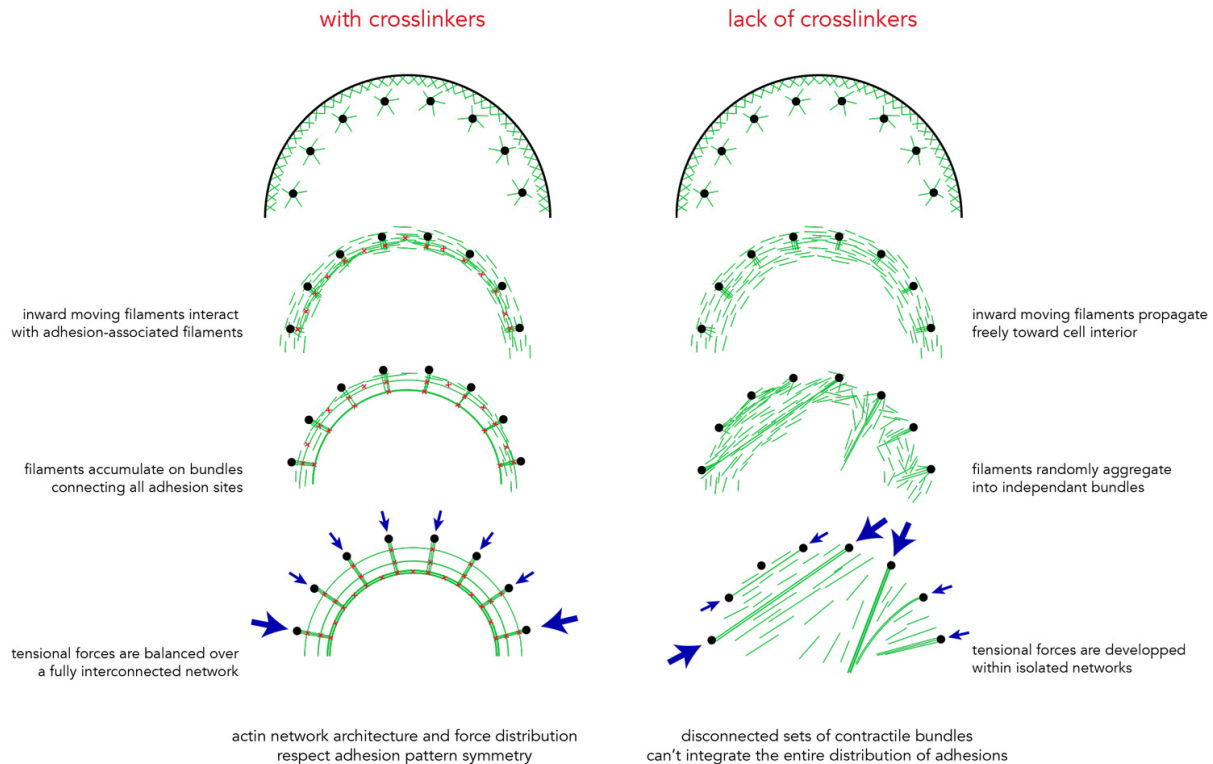 with crosslinkers
lack of crosslinkers
inward moving filaments interact
with adhesion-associated filaments
inward moving filaments propagate
freely toward cell interior
filaments accumulate on bundles
connecting all adhesion sites
filaments randomly aggregate
into independant bundles
tensional forces are balanced over
a fully interconnected network
tensional forces are developped
within isolated networks
actin network architecture and force distribution
respect adhesion pattern symmetry
disconnected sets of contractile bundles
can't integrate the entire distribution of adhesions